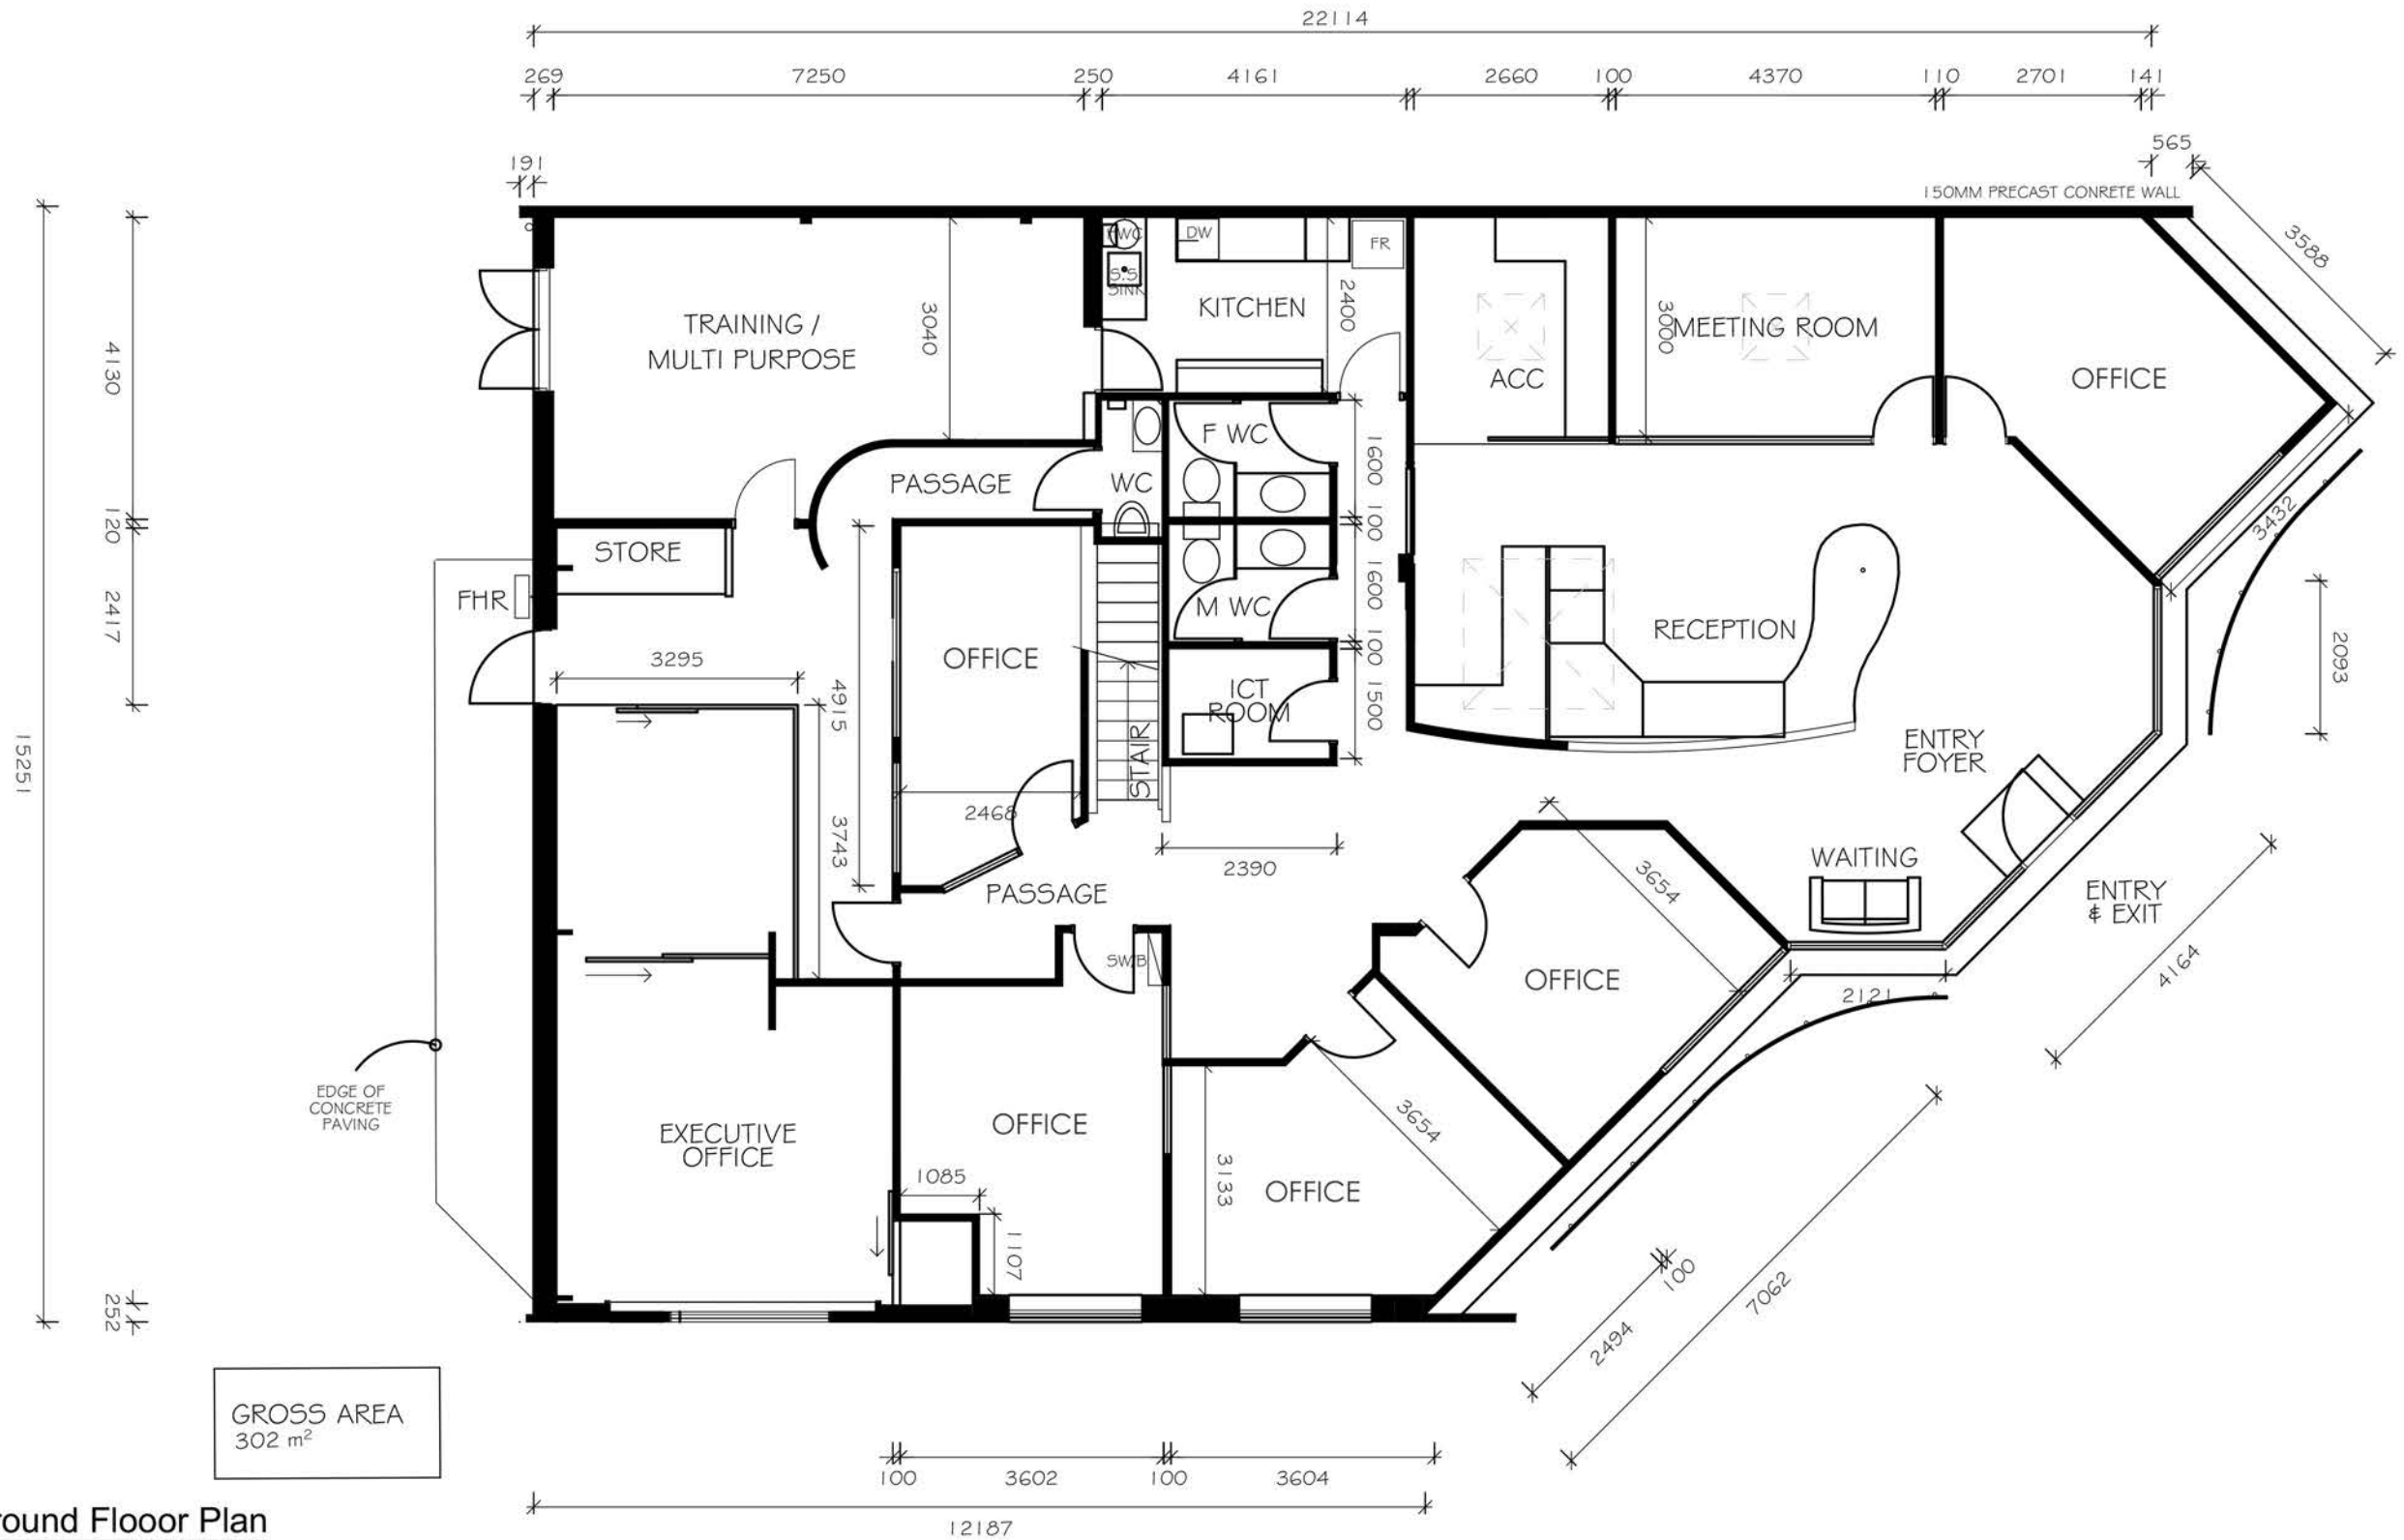 22114
269
7250
250
4161
2660
100
4370
110
2701
141
191
565
150MM PRECAST CONRETE WALL
3588
HWC
DW
FR
S.S
SINK
KITCHEN
2400
TRAINING /
MULTI PURPOSE
3040
3000
MEETING ROOM
ACC
OFFICE
4130
F WC
1600
PASSAGE
WC
100
120
3432
STORE
FHR
2417
1600
M WC
RECEPTION
2093
OFFICE
3295
100
4915
ICT
ROOM
1500
STAIR
ENTRY
FOYER
15251
2468
3743
2390
WAITING
3654
PASSAGE
ENTRY
& EXIT
SWB
OFFICE
4164
2121
EDGE OF
CONCRETE
PAVING
EXECUTIVE
OFFICE
OFFICE
3654
1085
3133
OFFICE
1107
100
7062
2494
252
GROSS AREA
302 m²
100
3602
100
3604
12187
round Flooor Plan